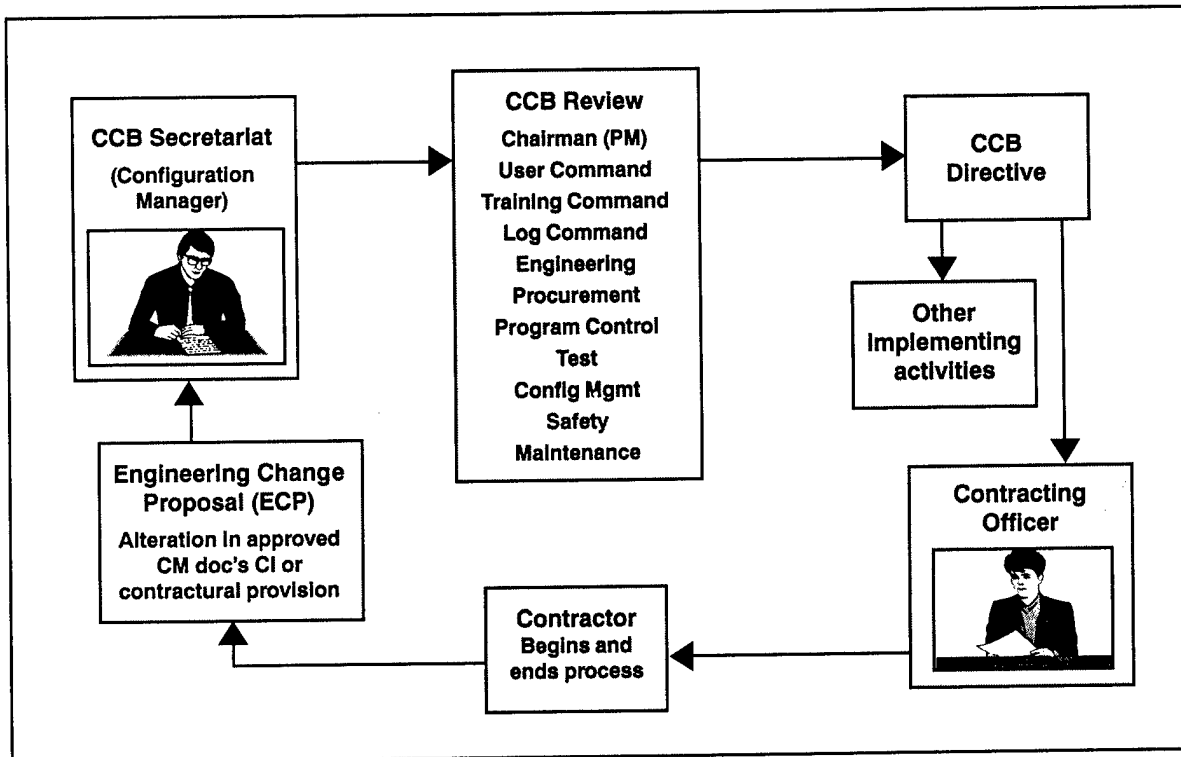 CCB Secretariat
(Configuration
Manager)
CCB Review
Chairman (PM)
User Command
Training Command
Log Command
Engineering
Procurement
Program Control
Test
Config Mgmt
Safety
Maintenance
CCB
Directive
Other
Implementing
activities
Engineering Change
Proposal (ECP)
Alteration in approved
CM doc's CI or
contractural provision
Contractor
Begins and
ends process
Contracting
Officer